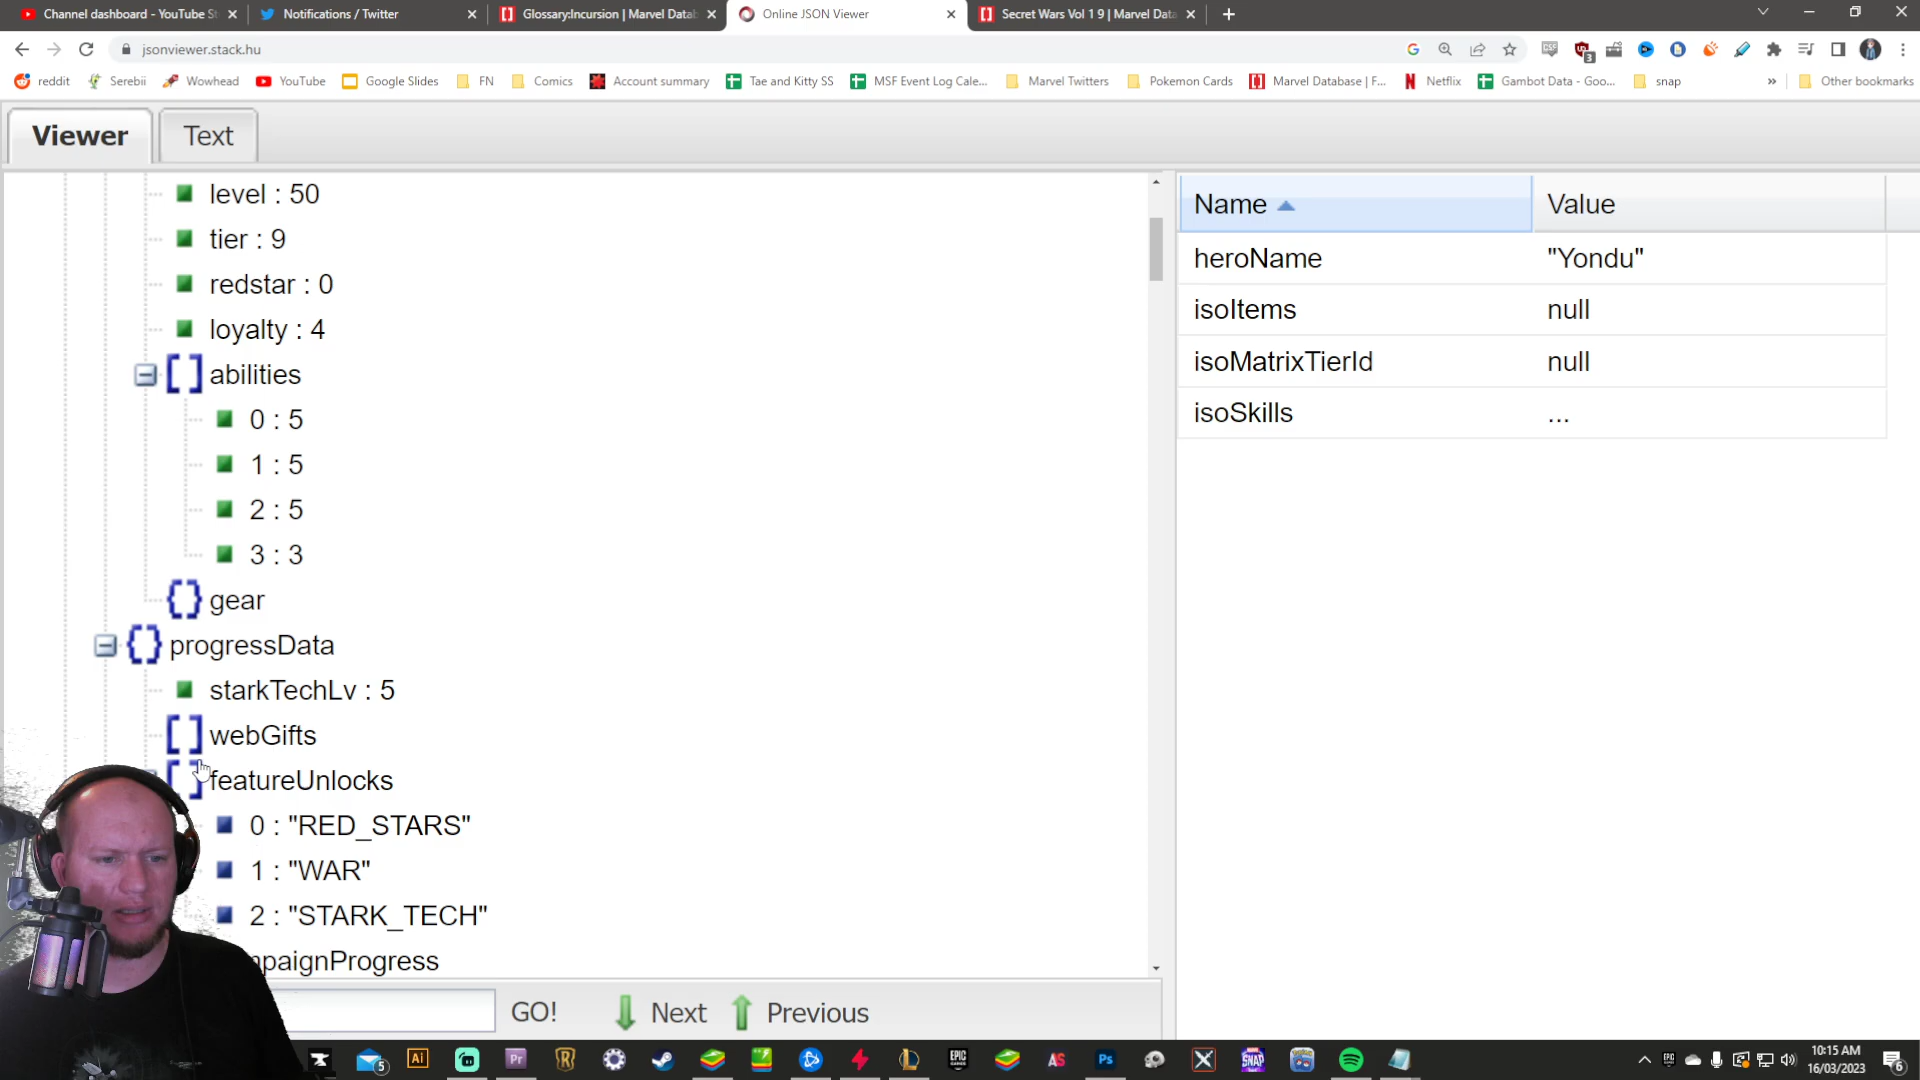 Channel dashboard - YouTube St
Notifications / Twitter
Glossary:Incursion | Marvel Datab
Online JSON Viewer
Secret Wars Vol 1 9 | Marvel Data
jsonviewer.stack.hu
reddit
Serebii
Wowhead
YouTube
Google Slides
FN
Comics
Account summary
Tae and Kitty SS
MSF Event Log Cale...
Marvel Twitters
Pokemon Cards
Marvel Database | F...
Netflix
Gambot Data - Goo...
snap
»
Other bookmarks
Viewer
Text
level : 50
tier : 9
redstar : 0
loyalty : 4
abilities
0 : 5
1 : 5
2 : 5
3 : 3
gear
progressData
starkTechLv : 5
webGifts
featureUnlocks
0 : "RED_STARS"
1 : "WAR"
2 : "STARK_TECH"
mpaignProgress
GO!
Next
Previous
Name
Value
heroName
"Yondu"
isoItems
null
isoMatrixTierId
null
isoSkills
...
10:15 AM
16/03/2023